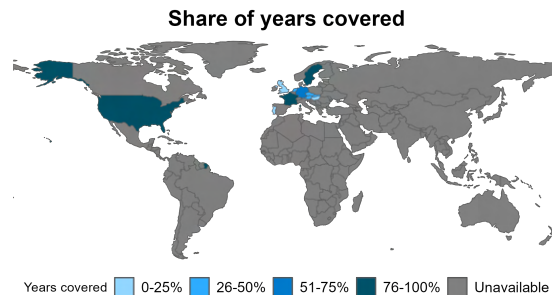 Share of years covered
Years covered 0-25% 26-50% 51-75% 76-100% Unavailable